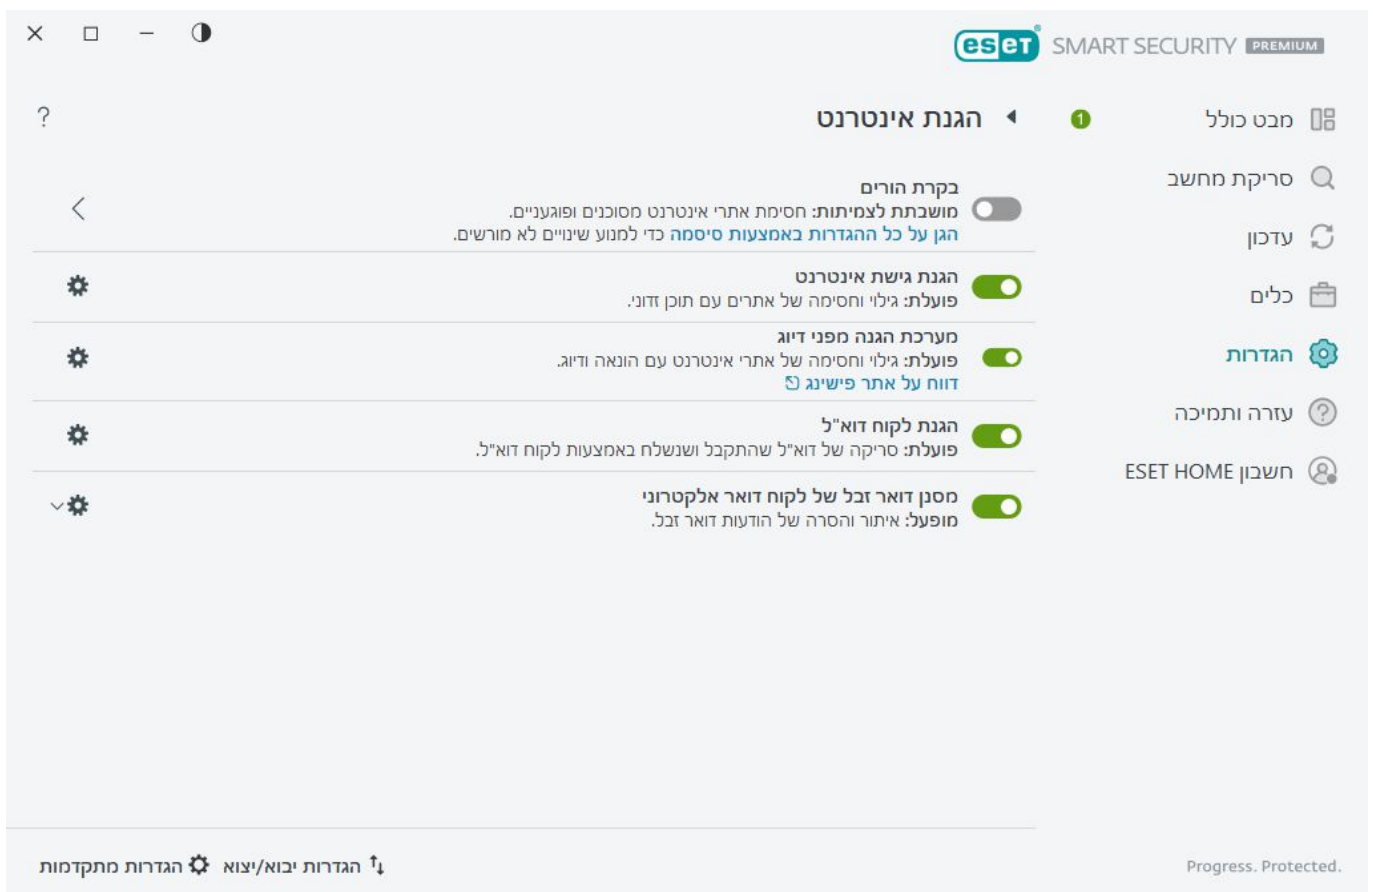 eset SMART SECURITY PREMIUM
מבט כולל 1
סריקת מחשב
עדכון
כלים
הגדרות
עזרה ותמיכה
חשבון ESET HOME
הגנת אינטרנט
?
בקרת הורים
מושבתת לצמיתות: חסימת אתרי אינטרנט מסוכנים ופוגעניים.
הגן על כל ההגדרות באמצעות סיסמה כדי למנוע שינויים לא מורשים.
הגנת גישת אינטרנט
פועלת: גילוי וחסימה של אתרים עם תוכן זדוני.
מערכת הגנה מפני דיוג
פועלת: גילוי וחסימה של אתרי אינטרנט עם הונאה ודיוג.
דווח על אתר פישינג
הגנת לקוח דוא"ל
פועלת: סריקה של דוא"ל שהתקבל ושנשלח באמצעות לקוח דוא"ל.
מסנן דואר זבל של לקוח דואר אלקטרוני
מופעל: איתור והסרה של הודעות דואר זבל.
Progress. Protected.
הגדרות יבוא/יצוא
הגדרות מתקדמות